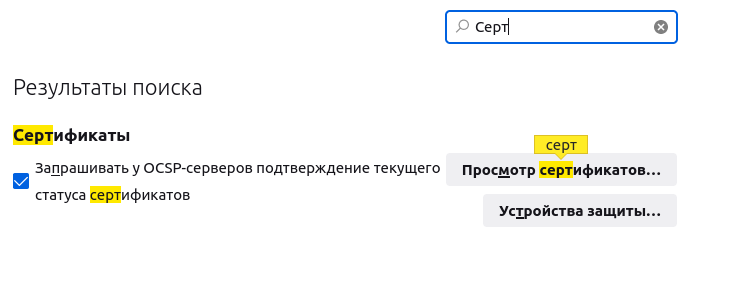 Серт
Результаты поиска
Сертификаты
серт
Запрашивать у OCSP-серверов подтверждение текущего
статуса сертификатов
Просмотр сертификатов...
Устройства защиты...